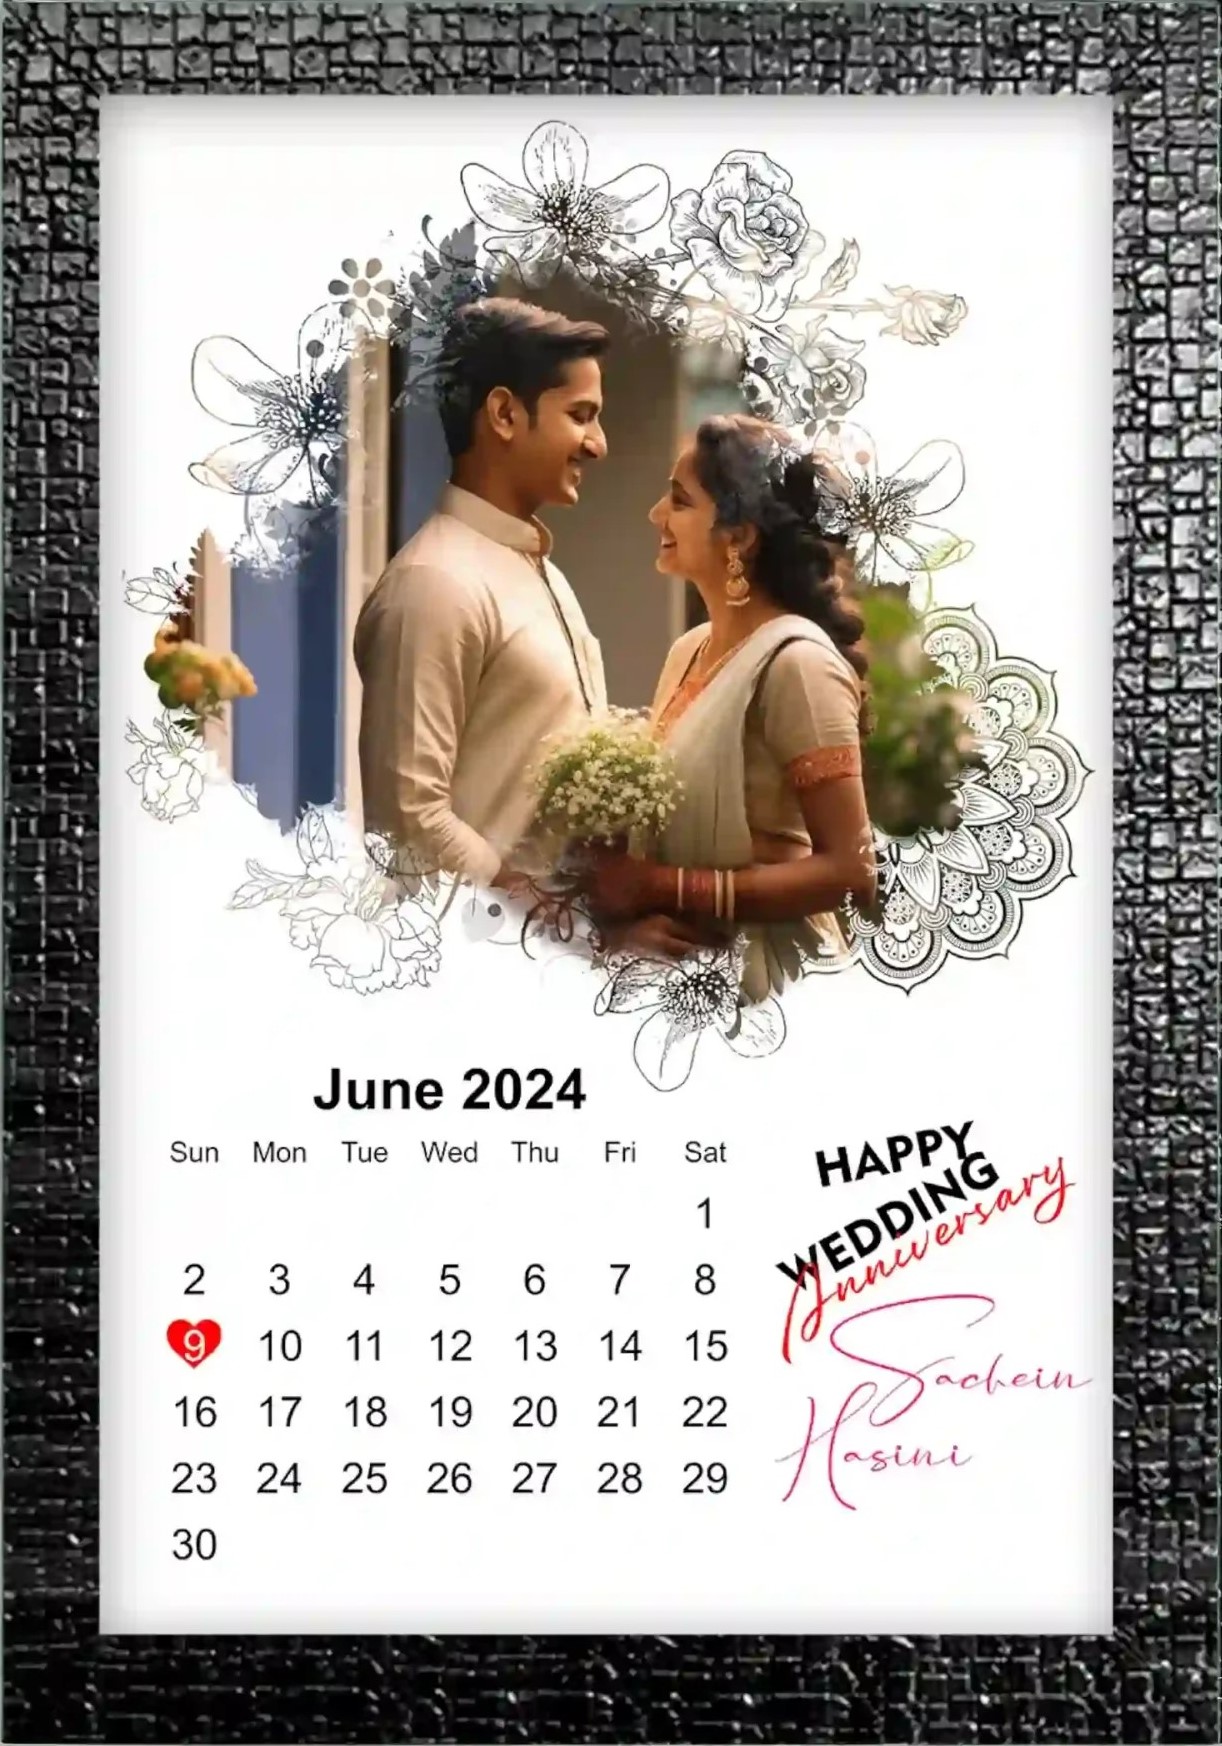 June 2024
Sun Mon Tue Wed Thu Fri Sat
1
2 3 4 5 6 7 8
9 10 11 12 13 14 15
16 17 18 19 20 21 22
23 24 25 26 27 28 29
30
HAPPY
WEDDING
Anniversary
Sachein
Hasini